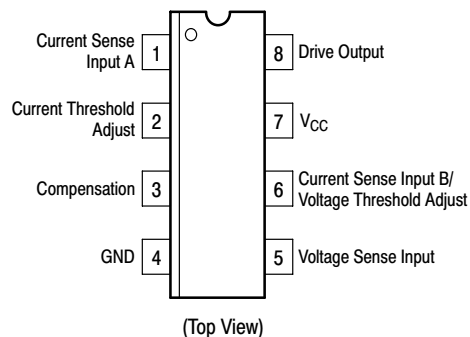 Current Sense
Input A
1
8
Drive Output
Current Threshold
Adjust
2
7
VCC
Compensation
3
6
Current Sense Input B/
Voltage Threshold Adjust
GND
4
5
Voltage Sense Input
(Top View)